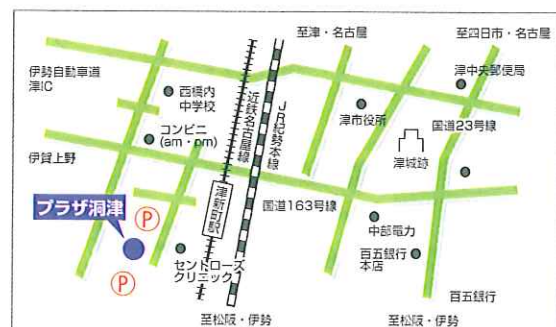 至津・名古屋
至四日市・名古屋
伊勢自動車道
津IC
西橋内
中学校
近鉄名古屋線
JR紀勢本線
津中央郵便局
津市役所
国道23号線
コンビニ
(am・pm)
津城跡
伊賀上野
プラザ洞津
P
津新町駅
国道163号線
中部電力
セントローズ
クリニック
百五銀行
本店
P
百五銀行
至松阪・伊勢
至松阪・伊勢